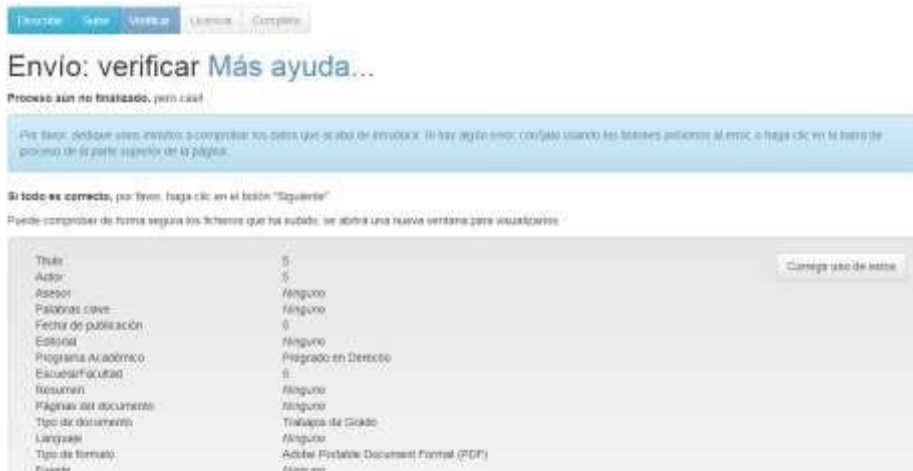 Describir Subir Verificar Licencia Completo
Envío: verificar Más ayuda...
Proceso aún no finalizado, pero casi!
Por favor, dedique unos minutos a comprobar los datos que acaba de introducir. Si hay algún error, corríjalo usando los botones próximos al error, o haga clic en la barra de
proceso de la parte superior de la página.
Si todo es correcto, por favor, haga clic en el botón "Siguiente"
Puede comprobar de forma segura los ficheros que ha subido, se abrirá una nueva ventana para visualizarlos.
Título
Corregir uno de estos
Autor
Asesor Ninguno
Palabras clave Ninguno
Fecha de publicación
Editorial Ninguno
Programa Académico Pregrado en Derecho
Escuela/Facultad
Resumen Ninguno
Páginas del documento Ninguno
Tipo de documento Trabajos de Grado
Lenguaje Ninguno
Tipo de formato Adobe Portable Document Format (PDF)
Ninguno